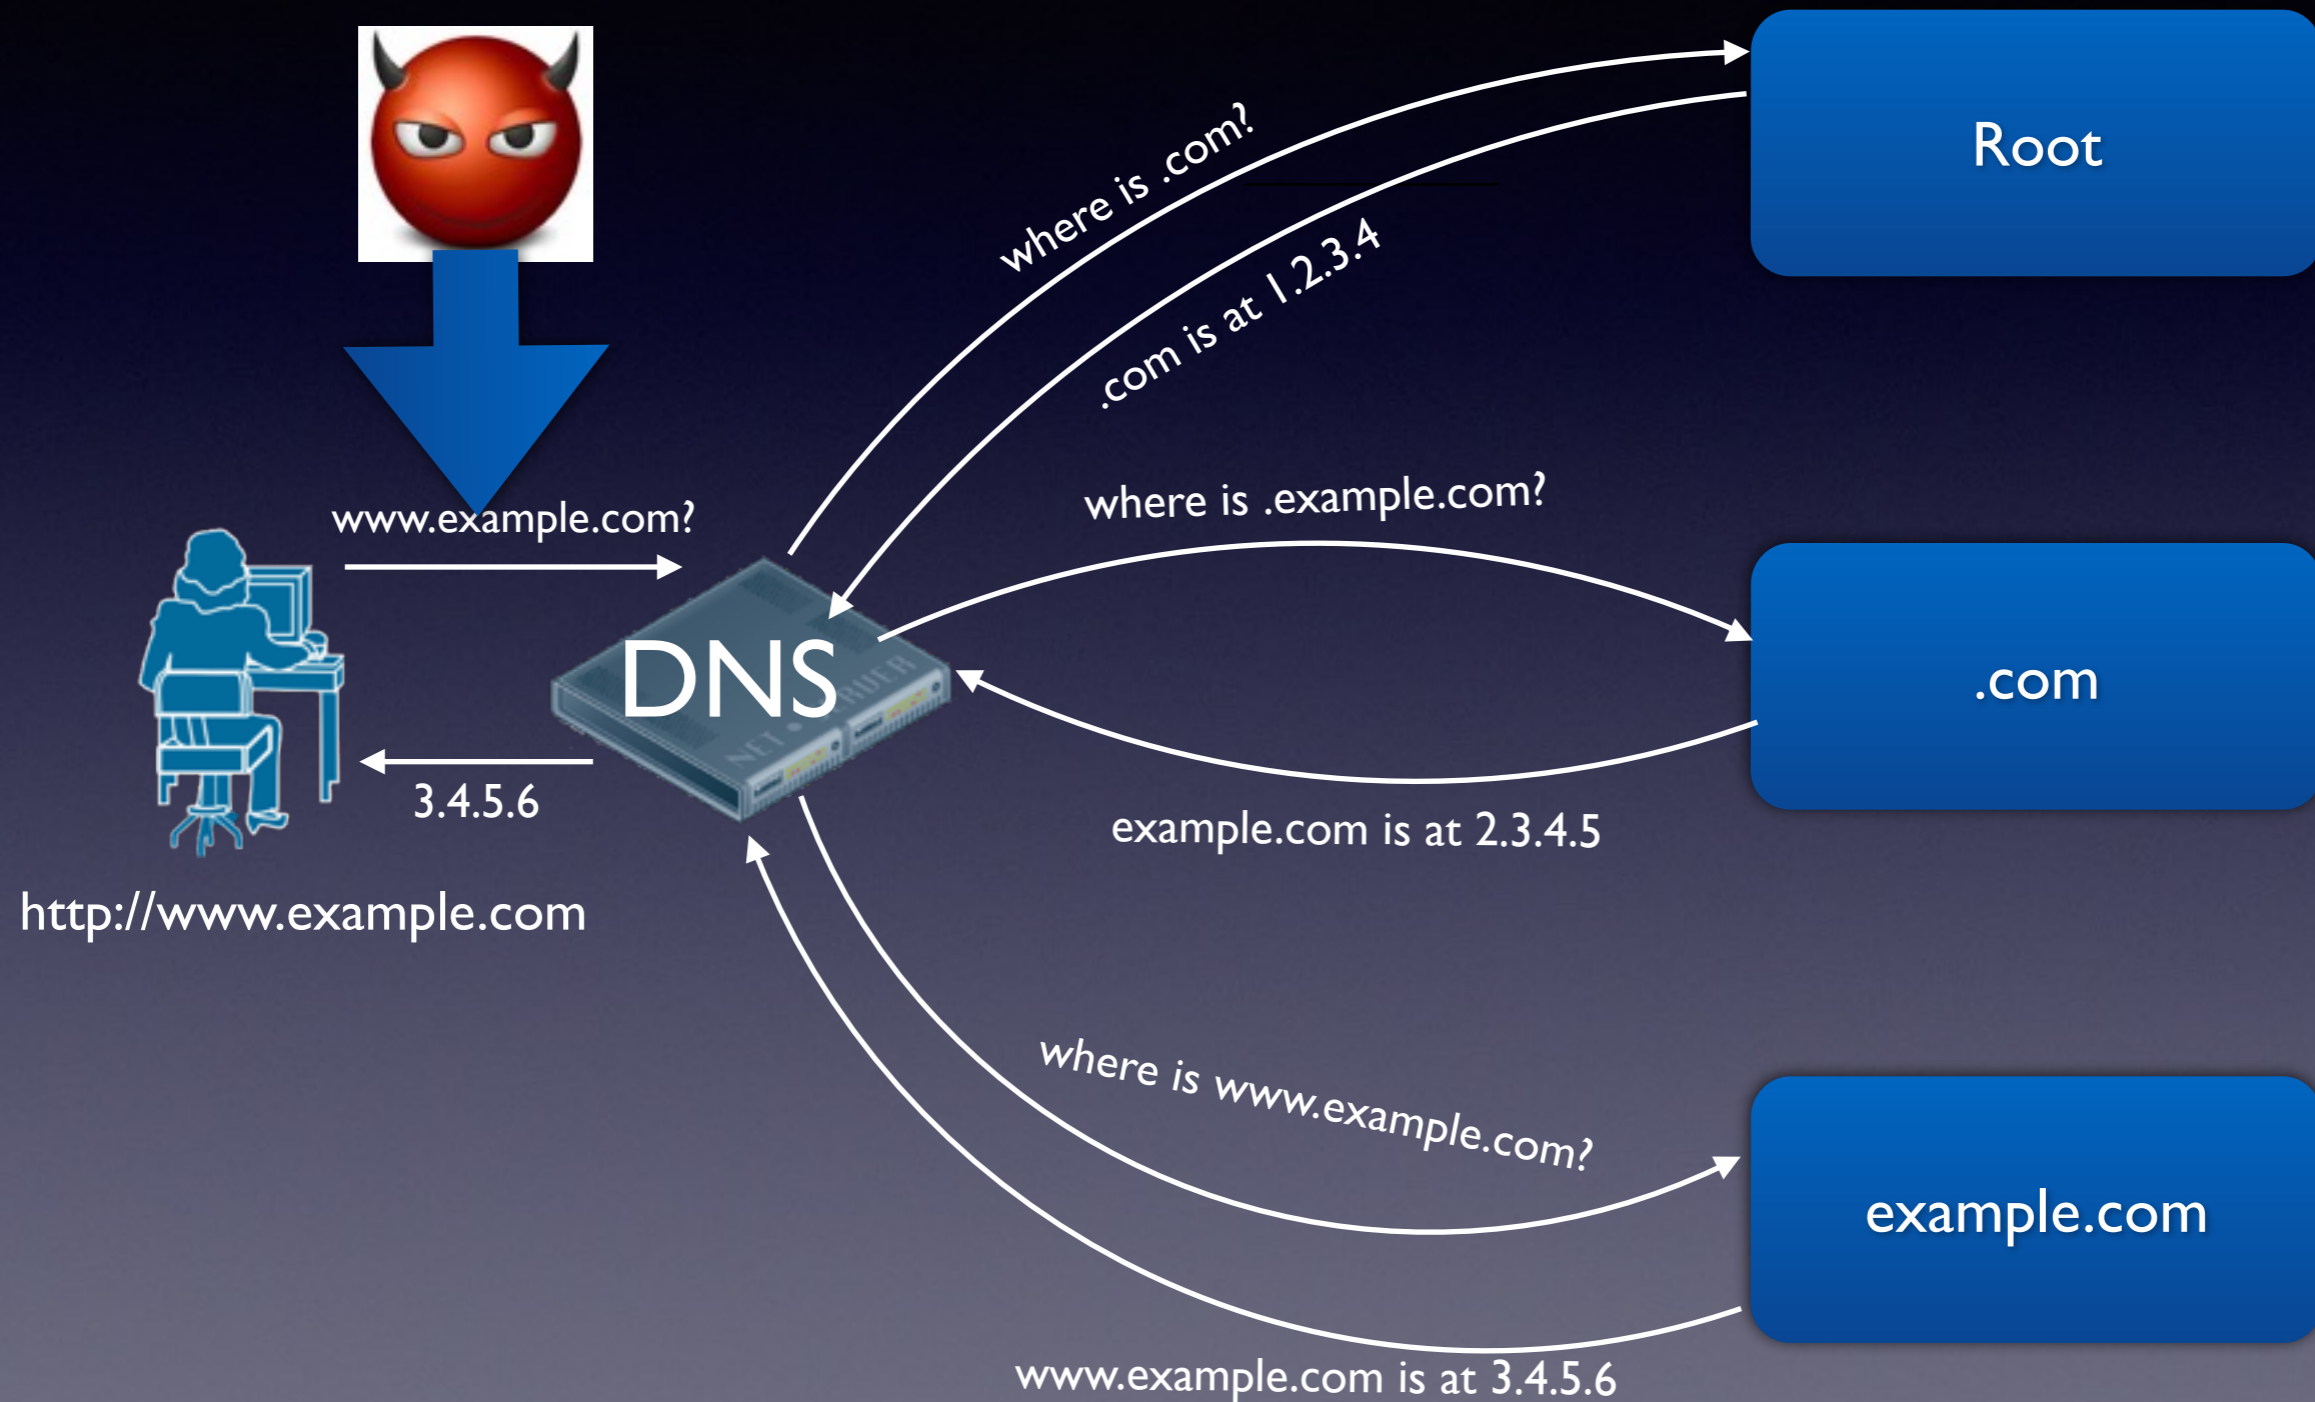 Root
where is .com?
.com is at 1.2.3.4
where is .example.com?
www.example.com?
DNS
NET • SERVER
.com
3.4.5.6
example.com is at 2.3.4.5
http://www.example.com
where is www.example.com?
example.com
www.example.com is at 3.4.5.6